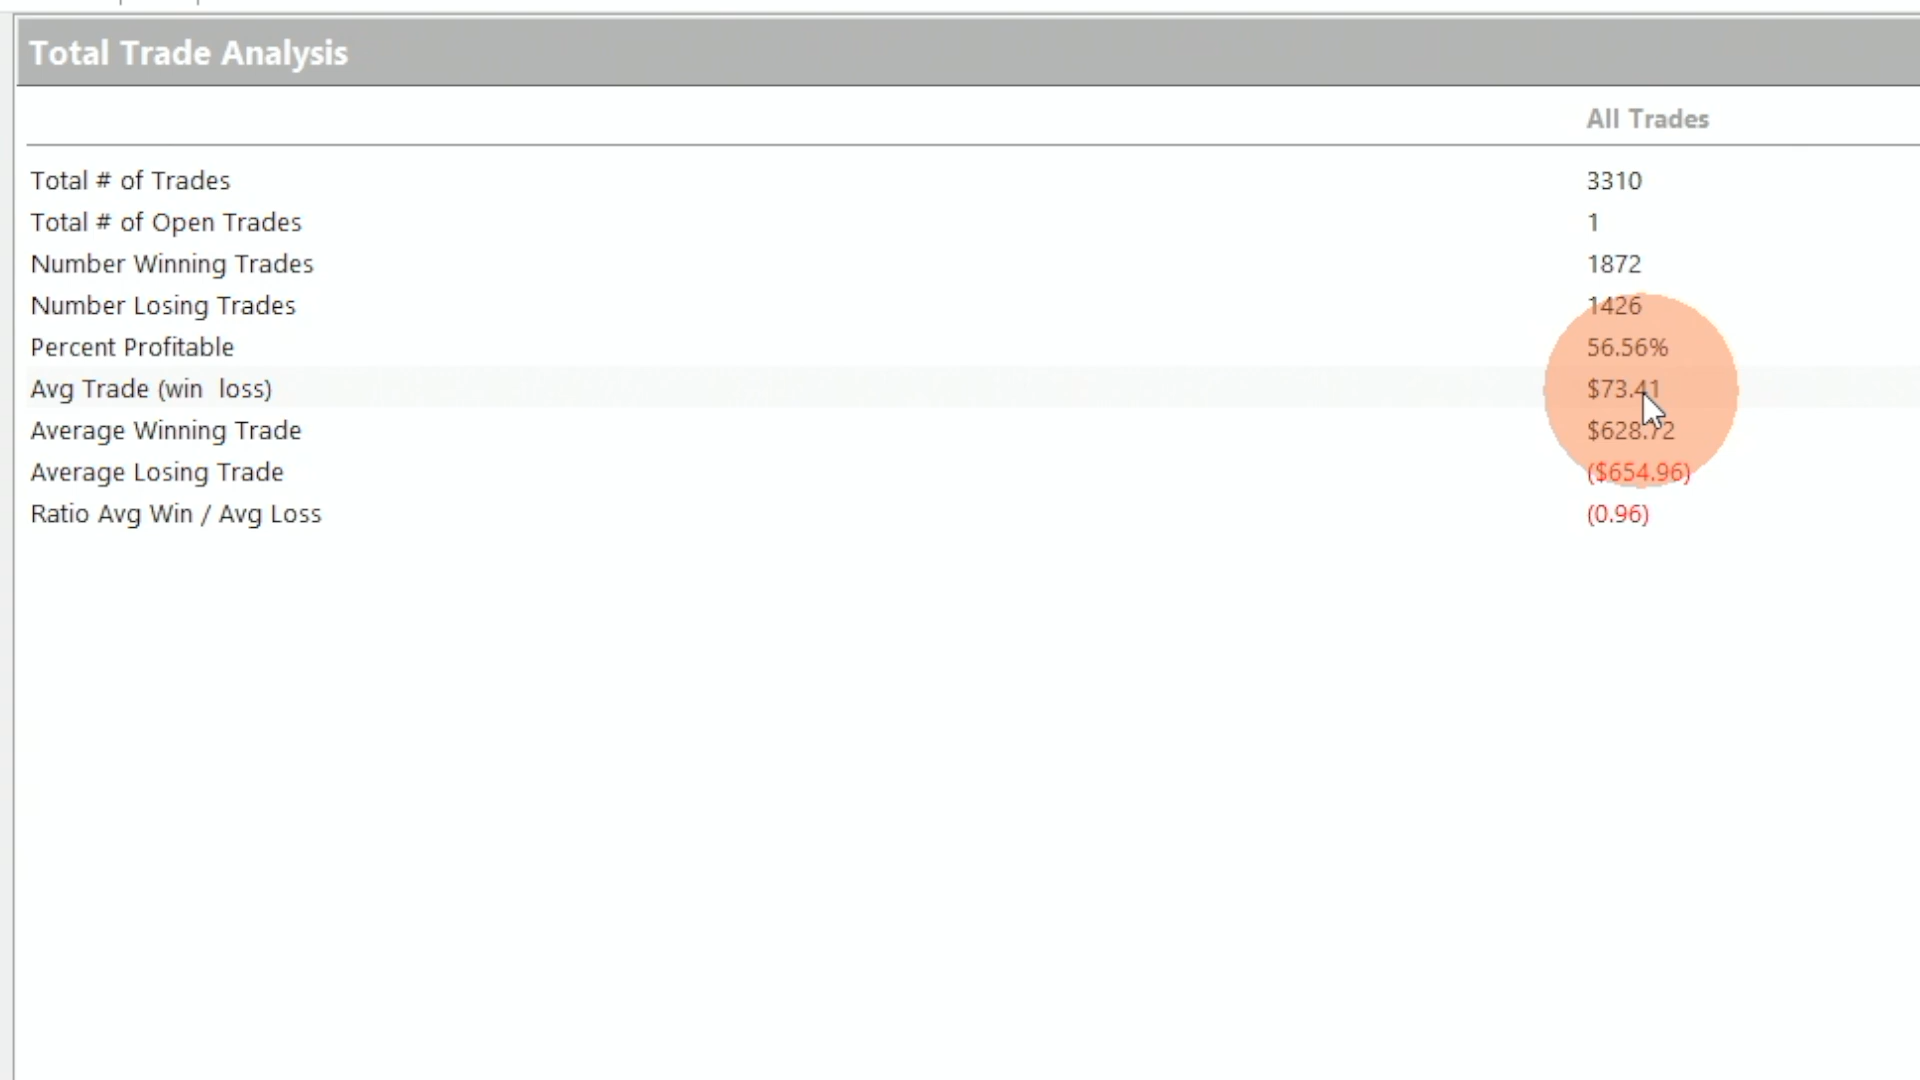 Total Trade Analysis
All Trades
Total # of Trades 3310
Total # of Open Trades 1
Number Winning Trades 1872
Number Losing Trades 1426
Percent Profitable 56.56%
Avg Trade (win loss) $73.41
Average Winning Trade $628.72
Average Losing Trade ($654.96)
Ratio Avg Win / Avg Loss (0.96)